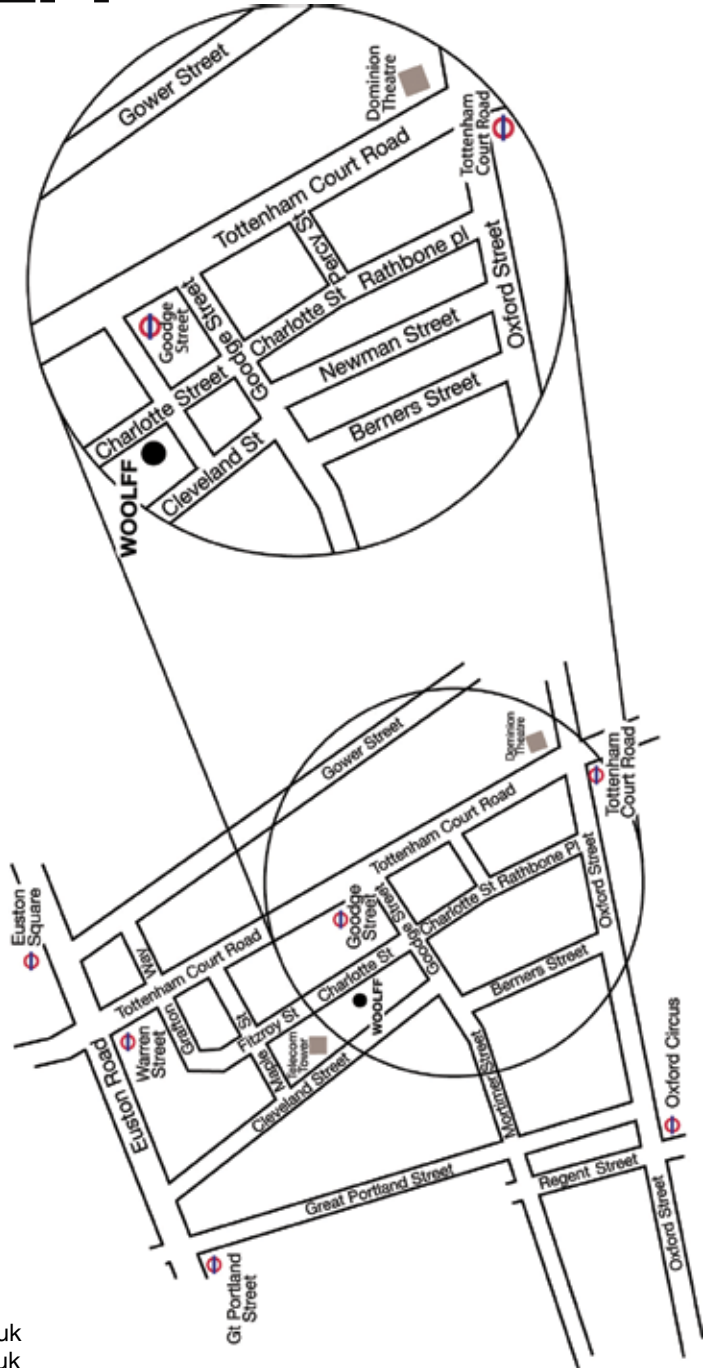 Gower Street
Dominion
Theatre
Tottenham Court Road
Tottenham
Court Road
Percy St
Rathbone pl
Charlotte St
Goodge Street
Goodge
Street
Oxford Street
Newman Street
Berners Street
Charlotte Street
Cleveland St
WOOLFF
Gower Street
Dominion
Theatre
Tottenham
Court Road
Tottenham Court Road
Euston
Square
Way
Tottenham Court Road
Goodge
Street
Goodge Street
Charlotte St
Rathbone Pl
Oxford Street
Grafton
Warren
Street
Euston Road
St
Fitzroy St
Charlotte St
Goodge
WOOLFF
Maple
Telecom
Tower
Cleveland Street
Berners Street
Mortimer Street
Oxford Circus
Great Portland Street
Regent Street
Oxford Street
Gt Portland
Street
uk
uk